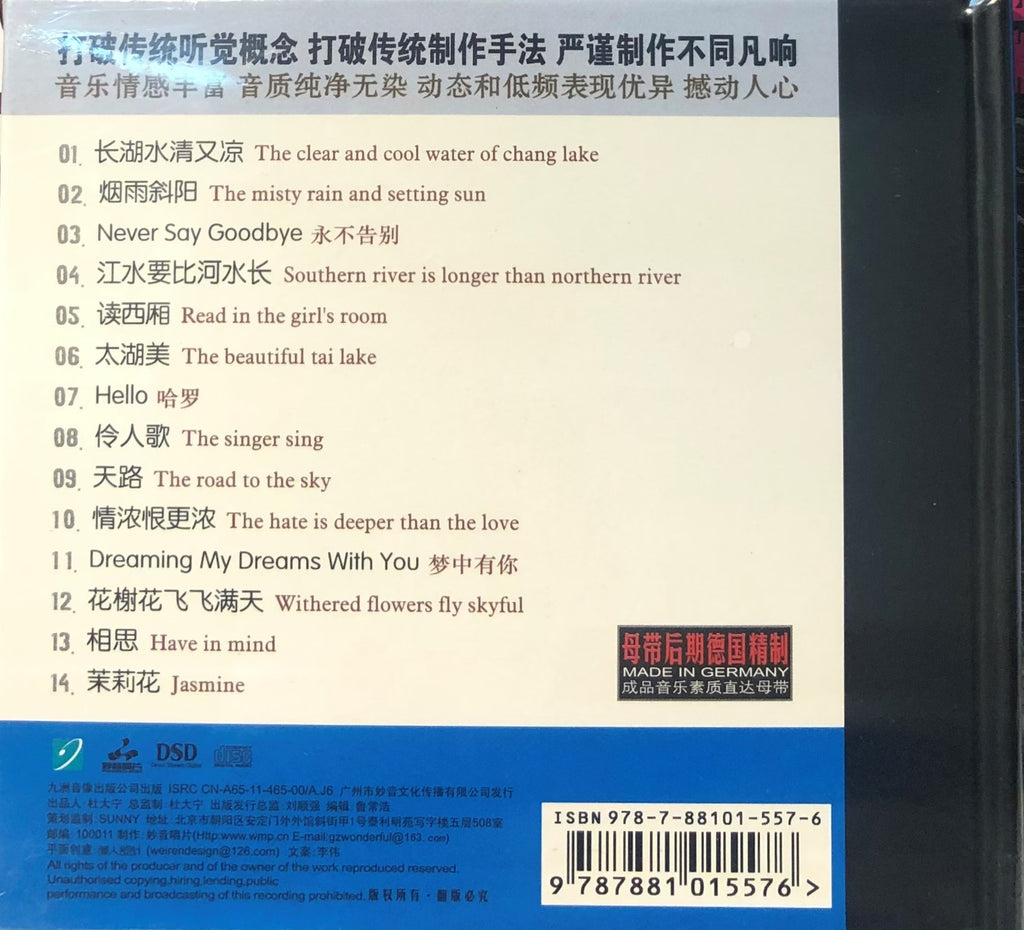 打破传统听觉概念 打破传统制作手法 严谨制作不同凡响
音乐情感丰富 音质纯净无染 动态和低频表现优异 撼动人心
01. 长湖水清又凉 The clear and cool water of chang lake
02. 烟雨斜阳 The misty rain and setting sun
03. Never Say Goodbye 永不告别
04. 江水要比河水长 Southern river is longer than northern river
05. 读西厢 Read in the girl's room
06. 太湖美 The beautiful tai lake
07. Hello 哈罗
08. 伶人歌 The singer sing
09. 天路 The road to the sky
10. 情浓恨更浓 The hate is deeper than the love
11. Dreaming My Dreams With You 梦中有你
12. 花榭花飞飞满天 Withered flowers fly skyful
13. 相思 Have in mind
14. 茉莉花 Jasmine
母带后期德国精制
MADE IN GERMANY
成品音乐素质直达母带
妙音唱片 DSD disc
九洲音像出版公司出版 ISRC CN-A65-11-465-00/A.J6 广州市妙音文化传播有限公司发行
出品人:杜大宁 总监制:杜大宁 出版发行总监:刘顺强 编辑:鲁常浩
策划监制:SUNNY 地址:北京市朝阳区安定门外外馆斜街甲1号泰利明苑写字楼五层508室
邮编:100011 制作:妙音唱片(Http:www.wmp.cn E-mail:gzwonderful@163.com)
平面创意: (weirendesign@126.com) 文案:李伟
All rights of the producer and of the owner of the work reproduced reserved.
Unauthorised copying,hiring,lending,public
performance and broadcasting of this recording prohibited. 版权所有·翻版必究
ISBN 978-7-88101-557-6
9 787881 015576 >